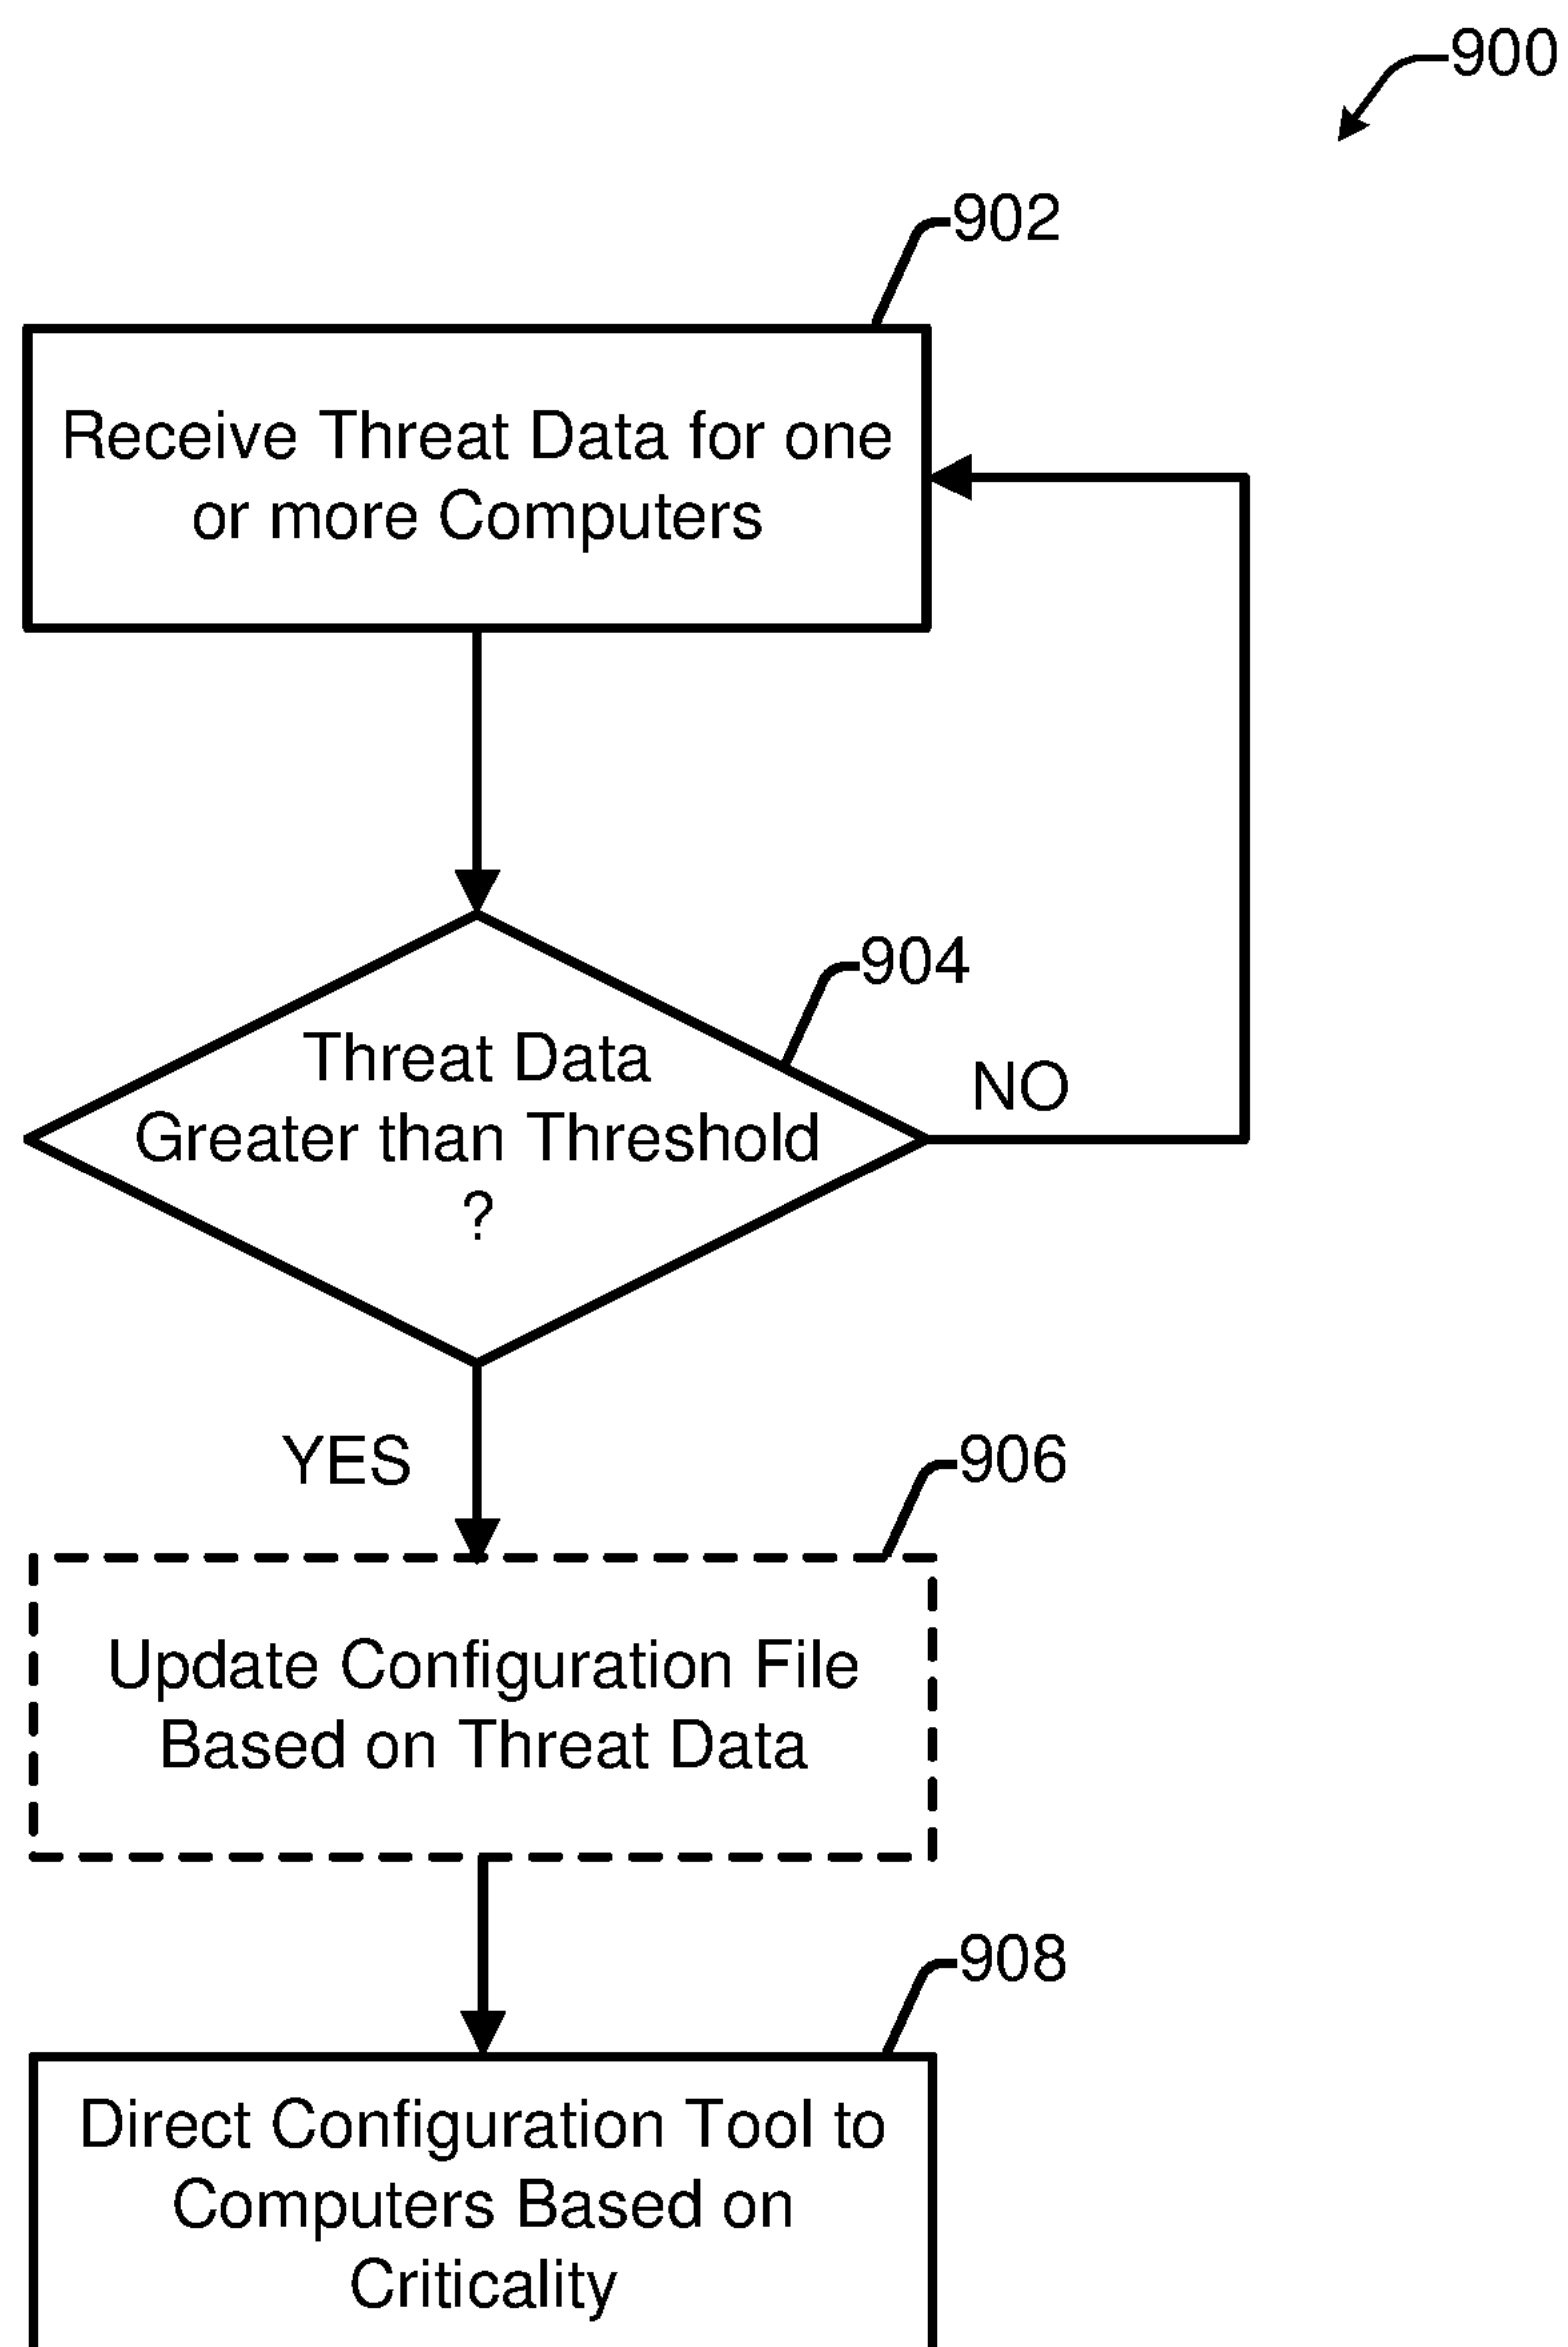 900
902
Receive Threat Data for one
or more Computers
904
Threat Data
Greater than Threshold
?
NO
YES
906
Update Configuration File
Based on Threat Data
908
Direct Configuration Tool to
Computers Based on
Criticality